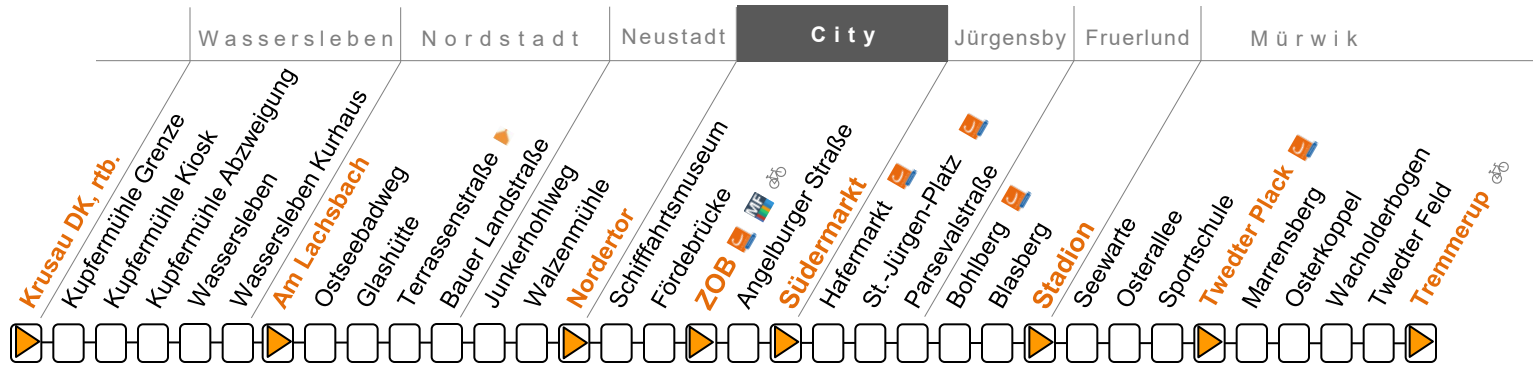 Wassersleben
Nordstadt
Neustadt
City
Jürgensby
Fruerlund
Mürwik
Krusau DK, rtb.
Kupfermühle Grenze
Kupfermühle Kiosk
Kupfermühle Abzweigung
Wassersleben
Wassersleben Kurhaus
Am Lachsbach
Ostseebadweg
Glashütte
Terrassenstraße
Bauer Landstraße
Junkerhohlweg
Walzenmühle
Nordertor
Schifffahrtsmuseum
Fördebrücke
ZOB
MF
Angelburger Straße
Südermarkt
Hafermarkt
St.-Jürgen-Platz
Parsevalstraße
Bohlberg
Blasberg
Stadion
Seewarte
Osterallee
Sportschule
Twedter Plack
Marrensberg
Osterkoppel
Wacholderbogen
Twedter Feld
Tremmerup